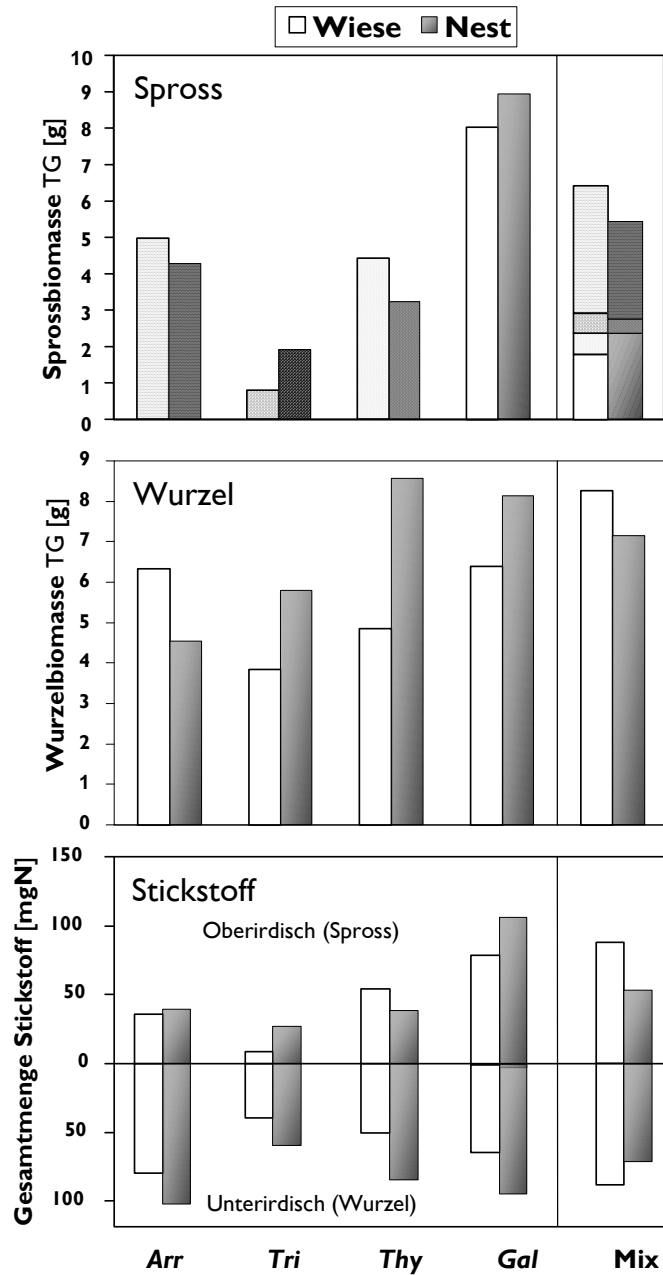 Wiese Nest
Sprossbiomasse TG [g]
Spross
10
9
8
7
6
5
4
3
2
1
0
Wurzelbiomasse TG [g]
Wurzel
9
8
7
6
5
4
3
2
1
0
Gesamtmenge Stickstoff [mgN]
Stickstoff
Oberirdisch (Spross)
150
100
50
0
50
100
Unterirdisch (Wurzel)
Arr Tri Thy Gal Mix